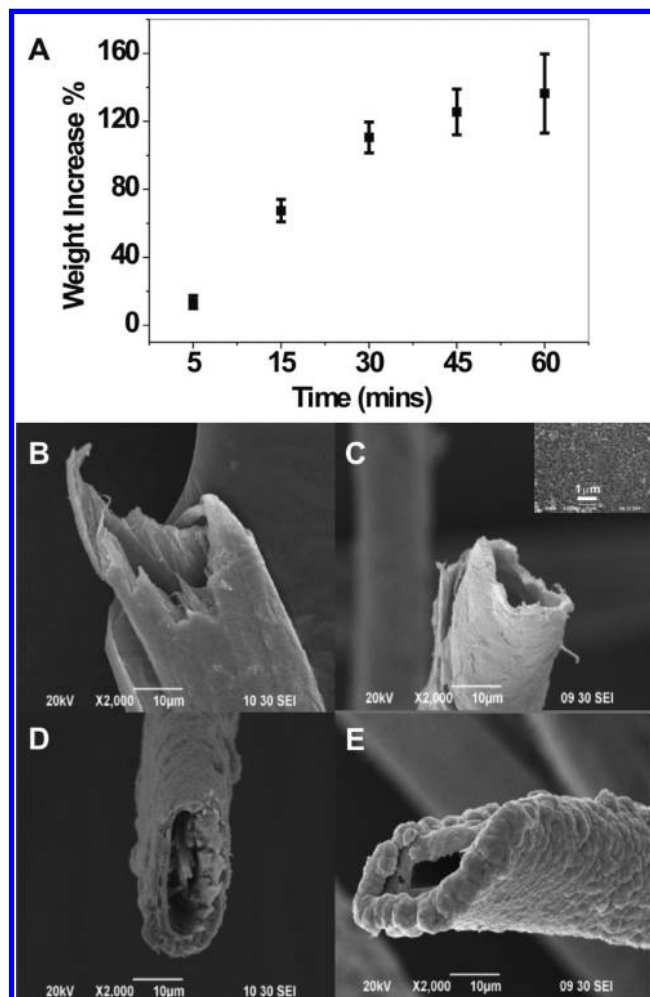 A
Weight Increase %
160
120
80
40
0
5 15 30 45 60
Time (mins)
B
20kV X2,000 10µm 10 30 SEI
C
1µm
20kV X2,000 10µm 09 30 SEI
D
20kV X2,000 10µm 10 30 SEI
E
20kV X2,000 10µm 09 30 SEI